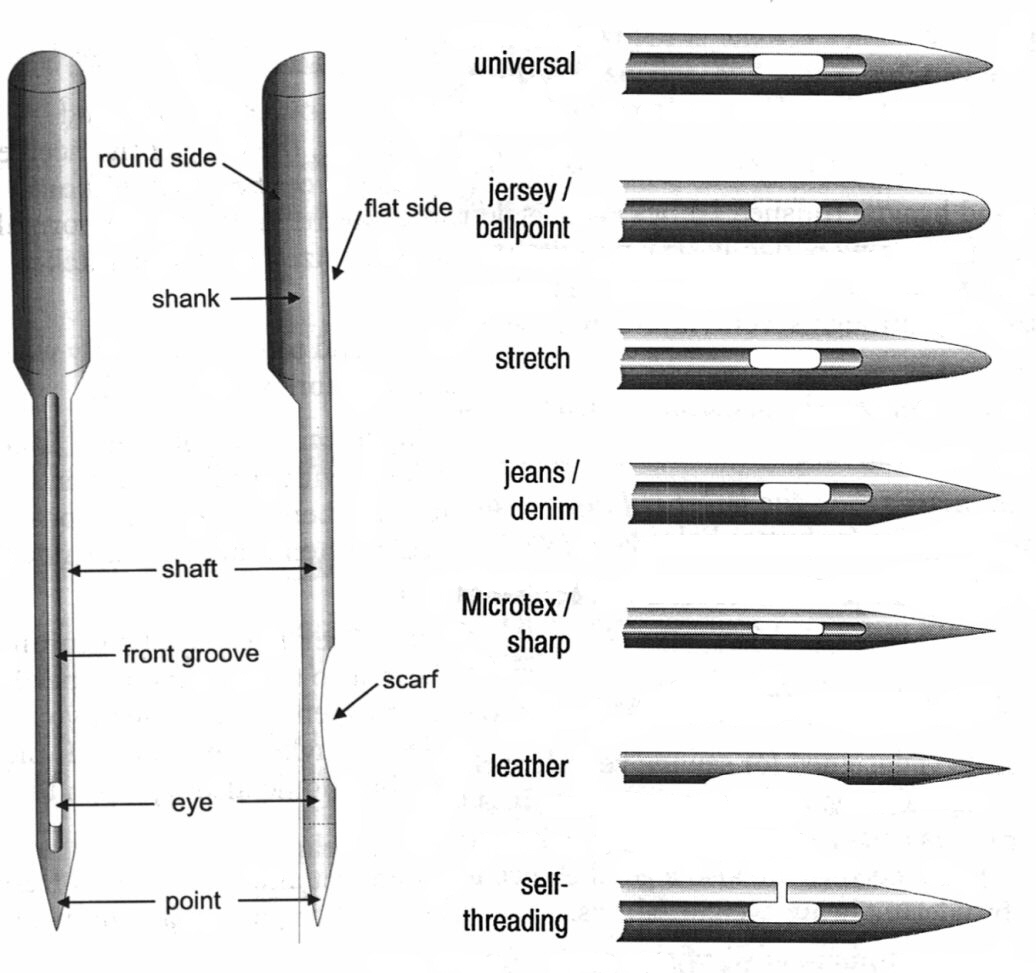 round side
flat side
shank
shaft
front groove
scarf
eye
point
universal
jersey /
ballpoint
stretch
jeans /
denim
Microtex /
sharp
leather
self-
threading